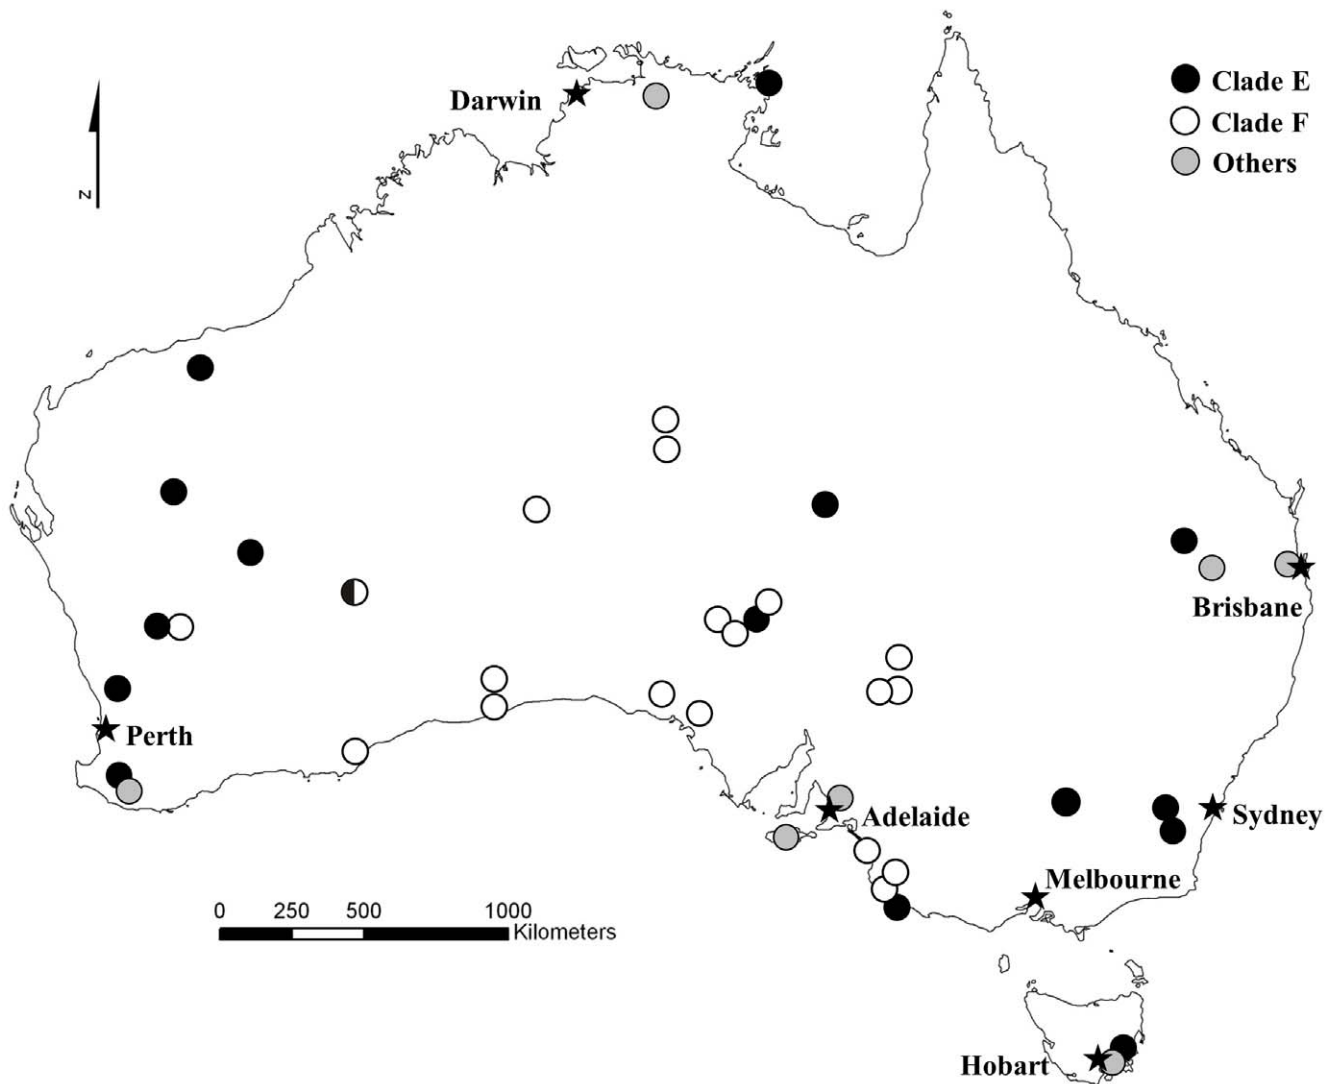 Darwin
Clade E
Clade F
Others
N
Brisbane
Perth
Adelaide
Sydney
Melbourne
0 250 500 1000
Kilometers
Hobart